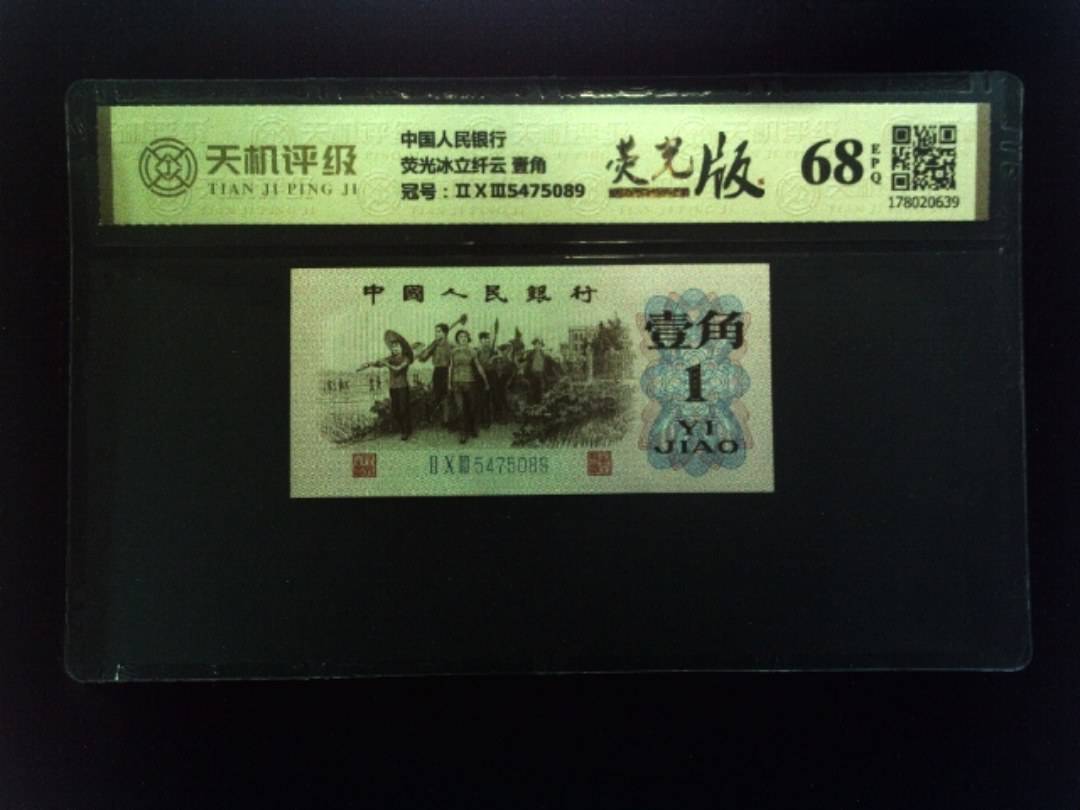 天机评级
TIAN JI PING JI
中国人民银行
荧光冰立纤云 壹角
冠号：ⅡⅩⅢ5475089
荧光版
68
EPQ
178020639
中國人民銀行
壹角
1
YI
JIAO
ⅡⅩⅢ5475089